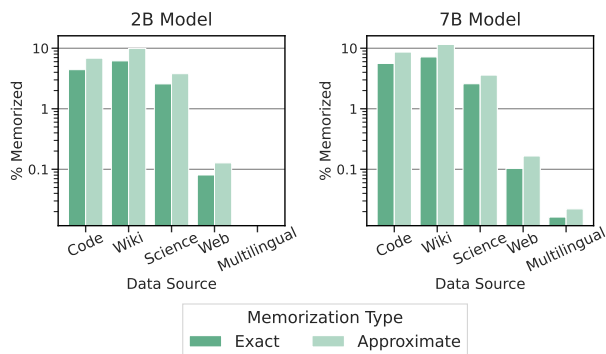 2B Model
% Memorized
10
1
0.1
Code
Wiki
Science
Web
Multilingual
Data Source
7B Model
% Memorized
10
1
0.1
Code
Wiki
Science
Web
Multilingual
Data Source
Memorization Type
Exact
Approximate